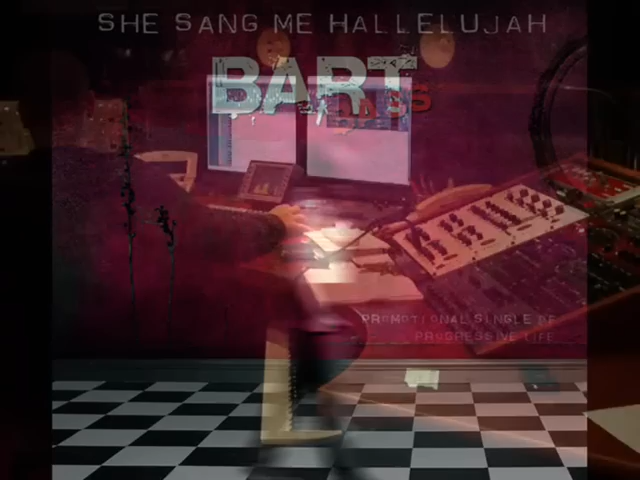 SHE SANG ME HALLELUJAH
BART
PROMOTIONAL SINGLE OF
PROGRESSIVE LIFE